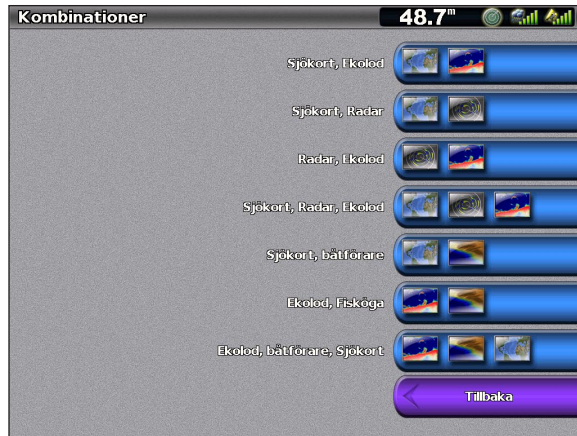 Kombinationer
48.7m
Sjökort, Ekolod
Sjökort, Radar
Radar, Ekolod
Sjökort, Radar, Ekolod
Sjökort, båtförare
Ekolod, Fisköga
Ekolod, båtförare, Sjökort
Tillbaka